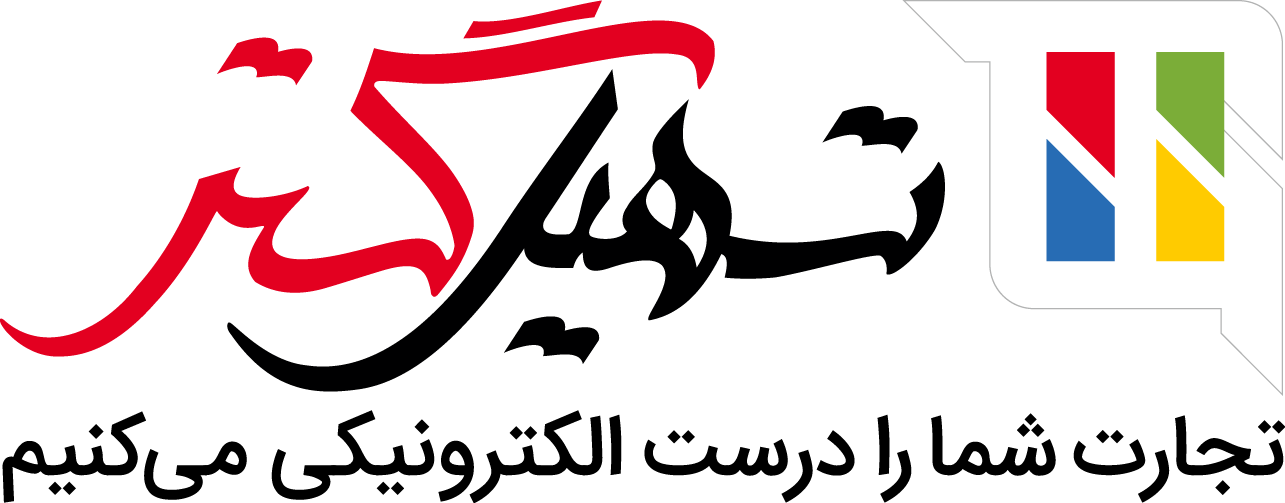 تسهیل گستر
تجارت شما را درست الکترونیکی می‌کنیم